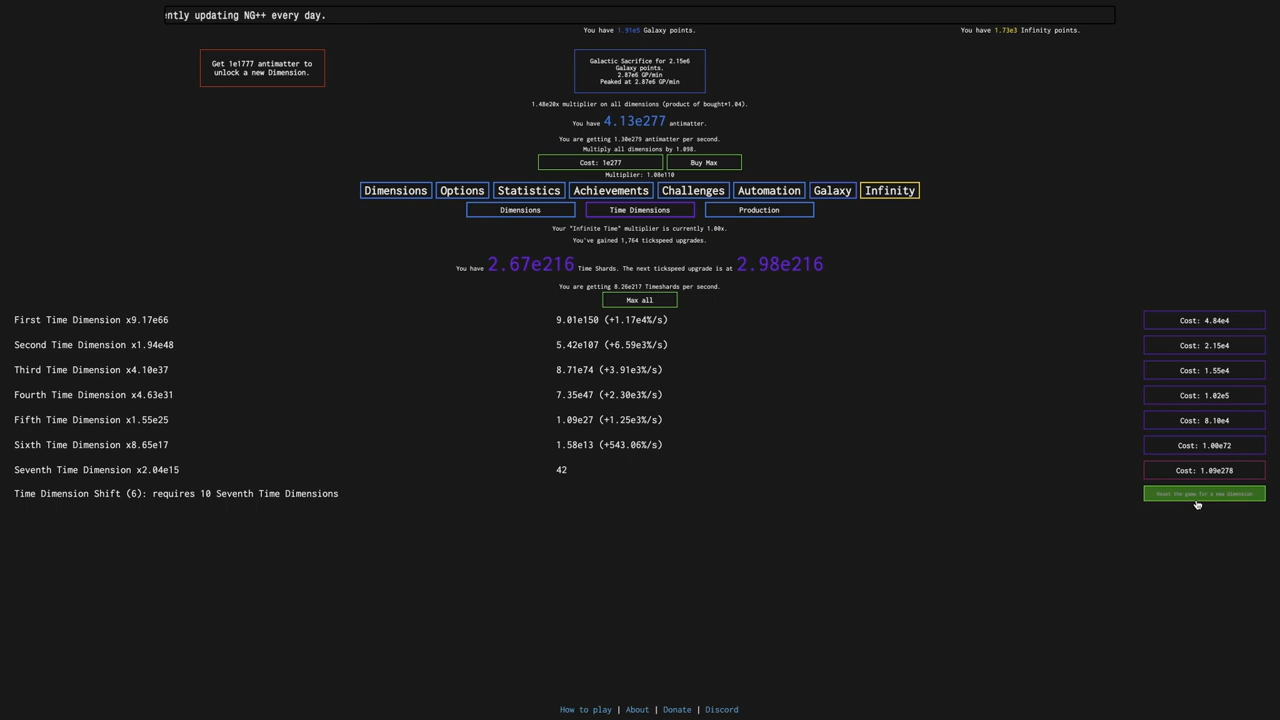 ntly updating NG++ every day.
You have 1.91e5 Galaxy points.
You have 1.73e3 Infinity points.
Get 1e1777 antimatter to
unlock a new Dimension.
Galactic Sacrifice for 2.15e6
Galaxy points.
2.87e6 GP/min
Peaked at 2.87e6 GP/min
1.48e20x multiplier on all dimensions (product of bought*1.04).
You have 4.13e277 antimatter.
You are getting 1.30e279 antimatter per second.
Multiply all dimensions by 1.098.
Cost: 1e277 Buy Max
Multiplier: 1.08e110
Dimensions Options Statistics Achievements Challenges Automation Galaxy Infinity
Dimensions Time Dimensions Production
Your "Infinite Time" multiplier is currently 1.00x.
You've gained 1,764 tickspeed upgrades.
You have 2.67e216 Time Shards. The next tickspeed upgrade is at 2.98e216
You are getting 8.26e217 Timeshards per second.
Max all
First Time Dimension x9.17e66 9.01e150 (+1.17e4%/s) Cost: 4.84e4
Second Time Dimension x1.94e48 5.42e107 (+6.59e3%/s) Cost: 2.15e4
Third Time Dimension x4.10e37 8.71e74 (+3.91e3%/s) Cost: 1.55e4
Fourth Time Dimension x4.63e31 7.35e47 (+2.30e3%/s) Cost: 1.02e5
Fifth Time Dimension x1.55e25 1.09e27 (+1.25e3%/s) Cost: 8.10e4
Sixth Time Dimension x8.65e17 1.58e13 (+543.06%/s) Cost: 1.00e72
Seventh Time Dimension x2.04e15 42 Cost: 1.09e278
Time Dimension Shift (6): requires 10 Seventh Time Dimensions Reset the game for a new Dimension
How to play | About | Donate | Discord